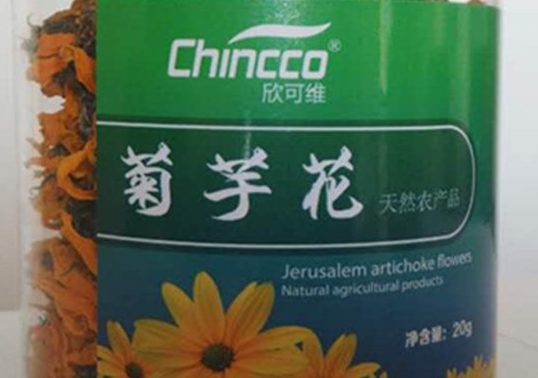 Chincco®
欣可维
菊芋花 天然农产品
Jerusalem artichoke flowers
Natural agricultural products
净含量：20g